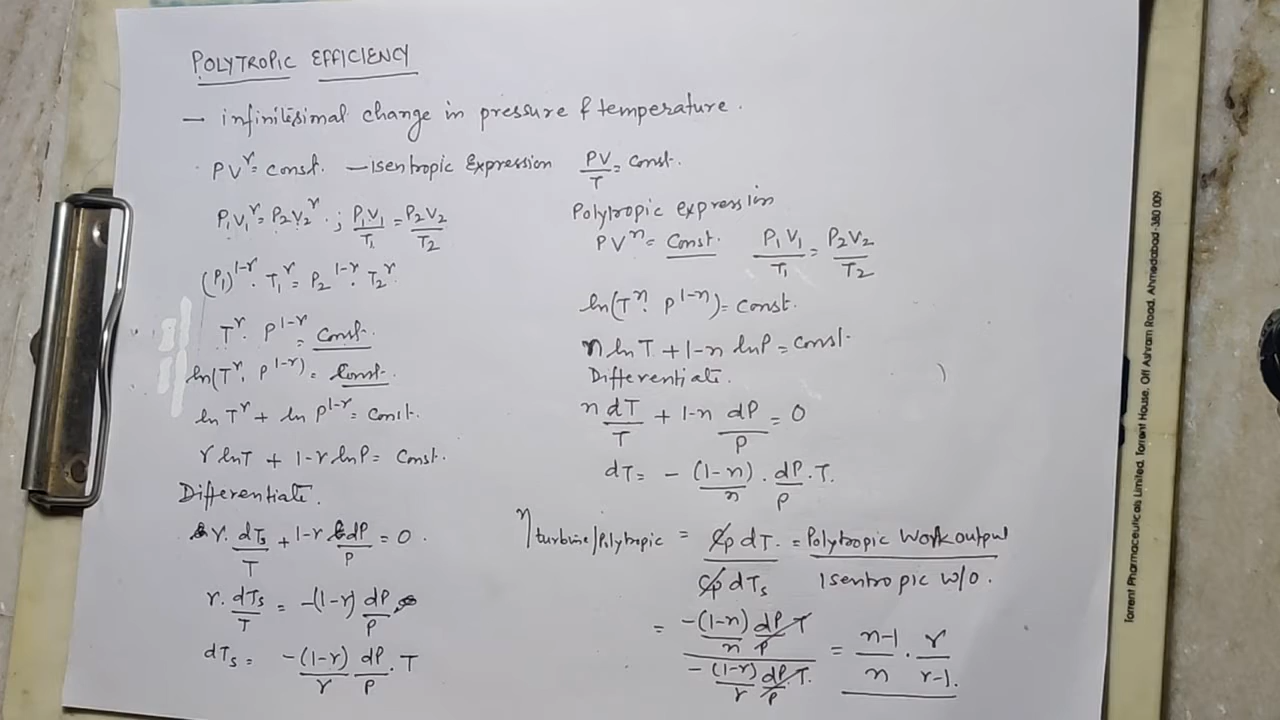 POLYTROPIC EFFICIENCY
— infinitesimal change in pressure & temperature.
PV^γ = const. — isentropic Expression PV/T = const.
P₁V₁^γ = P₂V₂^γ ; P₁V₁/T₁ = P₂V₂/T₂
(P₁)^1-γ · T₁^γ = P₂^1-γ · T₂^γ
T^γ · P^1-γ = Const.
ln(T^γ · P^1-γ) = Const.
ln T^γ + ln P^1-γ = Const.
γ lnT + 1-γ lnP = Const.
Differentiate.
γ. dTs/T + 1-γ dP/P = 0.
γ. dTs/T = -(1-γ) dP/P
dTs = -(1-γ)/γ dP/P . T
Polytropic expression
PV^n = Const. P₁V₁/T₁ = P₂V₂/T₂
ln(T^n · P^1-n) = Const.
n lnT + 1-n lnP = const.
Differentiate.
n dT/T + 1-n dP/P = 0
dT = - (1-n)/n . dP/P . T.
η turbine/Polytropic = Cp dT. / Cp dTs = Polytropic Work output / Isentropic W/O.
= -(1-n)/n dP/P T / -(1-γ)/γ dP/P . T. = n-1/n . γ/γ-1.
Torrent Pharmaceuticals Limited. Torrent House. Off Ashram Road. Ahmedabad-380 009.